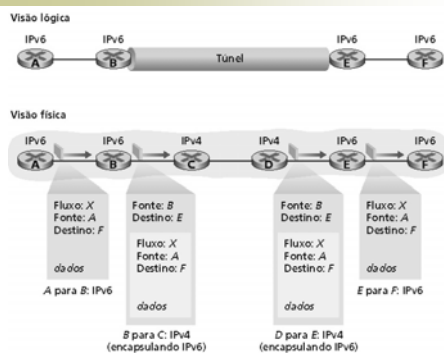 Visão lógica
IPv6 IPv6 IPv6 IPv6
A B Túnel E F
Visão física
IPv6 IPv6 IPv4 IPv4 IPv6 IPv6
A B C D E F
Fluxo: X
Fonte: A
Destino: F
dados
A para B: IPv6
Fonte: B
Destino: E
Fluxo: X
Fonte: A
Destino: F
dados
B para C: IPv4
(encapsulando IPv6)
Fonte: B
Destino: E
Fluxo: X
Fonte: A
Destino: F
dados
D para E: IPv4
(encapsulando IPv6)
Fluxo: X
Fonte: A
Destino: F
dados
E para F: IPv6